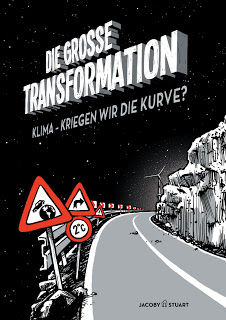 DIE GROSSE
TRANSFORMATION
KLIMA – KRIEGEN WIR DIE KURVE?
2°C
JACOBY STUART